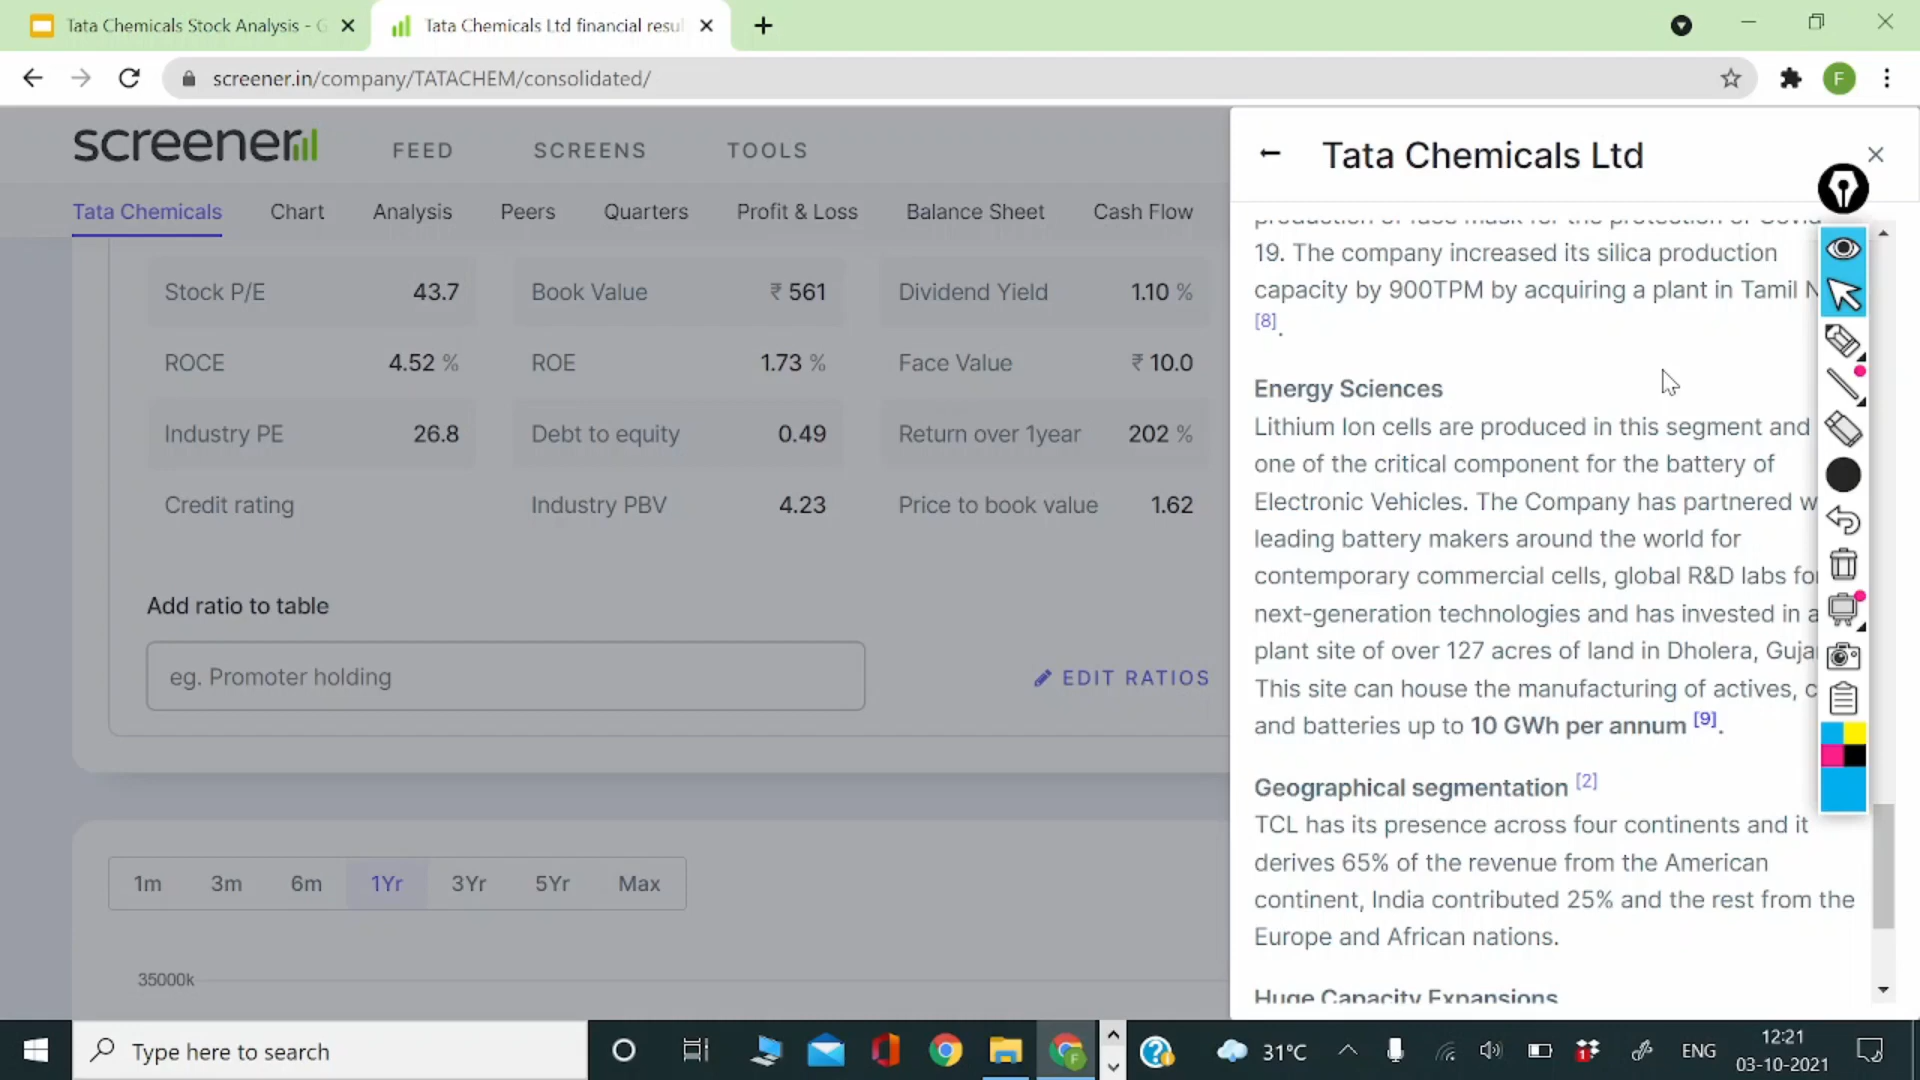 Tata Chemicals Stock Analysis - G
Tata Chemicals Ltd financial resul
screener.in/company/TATACHEM/consolidated/
F
screener
FEED
SCREENS
TOOLS
Tata Chemicals
Chart
Analysis
Peers
Quarters
Profit & Loss
Balance Sheet
Cash Flow
Stock P/E 43.7
Book Value ₹ 561
Dividend Yield 1.10 %
ROCE 4.52 %
ROE 1.73 %
Face Value ₹ 10.0
Industry PE 26.8
Debt to equity 0.49
Return over 1year 202 %
Credit rating
Industry PBV 4.23
Price to book value 1.62
Add ratio to table
eg. Promoter holding
EDIT RATIOS
1m 3m 6m 1Yr 3Yr 5Yr Max
35000k
Tata Chemicals Ltd
production of face mask for the protection of Covid
19. The company increased its silica production
capacity by 900TPM by acquiring a plant in Tamil N
[8].
Energy Sciences
Lithium Ion cells are produced in this segment and
one of the critical component for the battery of
Electronic Vehicles. The Company has partnered w
leading battery makers around the world for
contemporary commercial cells, global R&D labs for
next-generation technologies and has invested in a
plant site of over 127 acres of land in Dholera, Guja
This site can house the manufacturing of actives, c
and batteries up to 10 GWh per annum [9].
Geographical segmentation [2]
TCL has its presence across four continents and it
derives 65% of the revenue from the American
continent, India contributed 25% and the rest from the
Europe and African nations.
Huge Capacity Expansions
Type here to search
F
31°C
ENG
12:21
03-10-2021